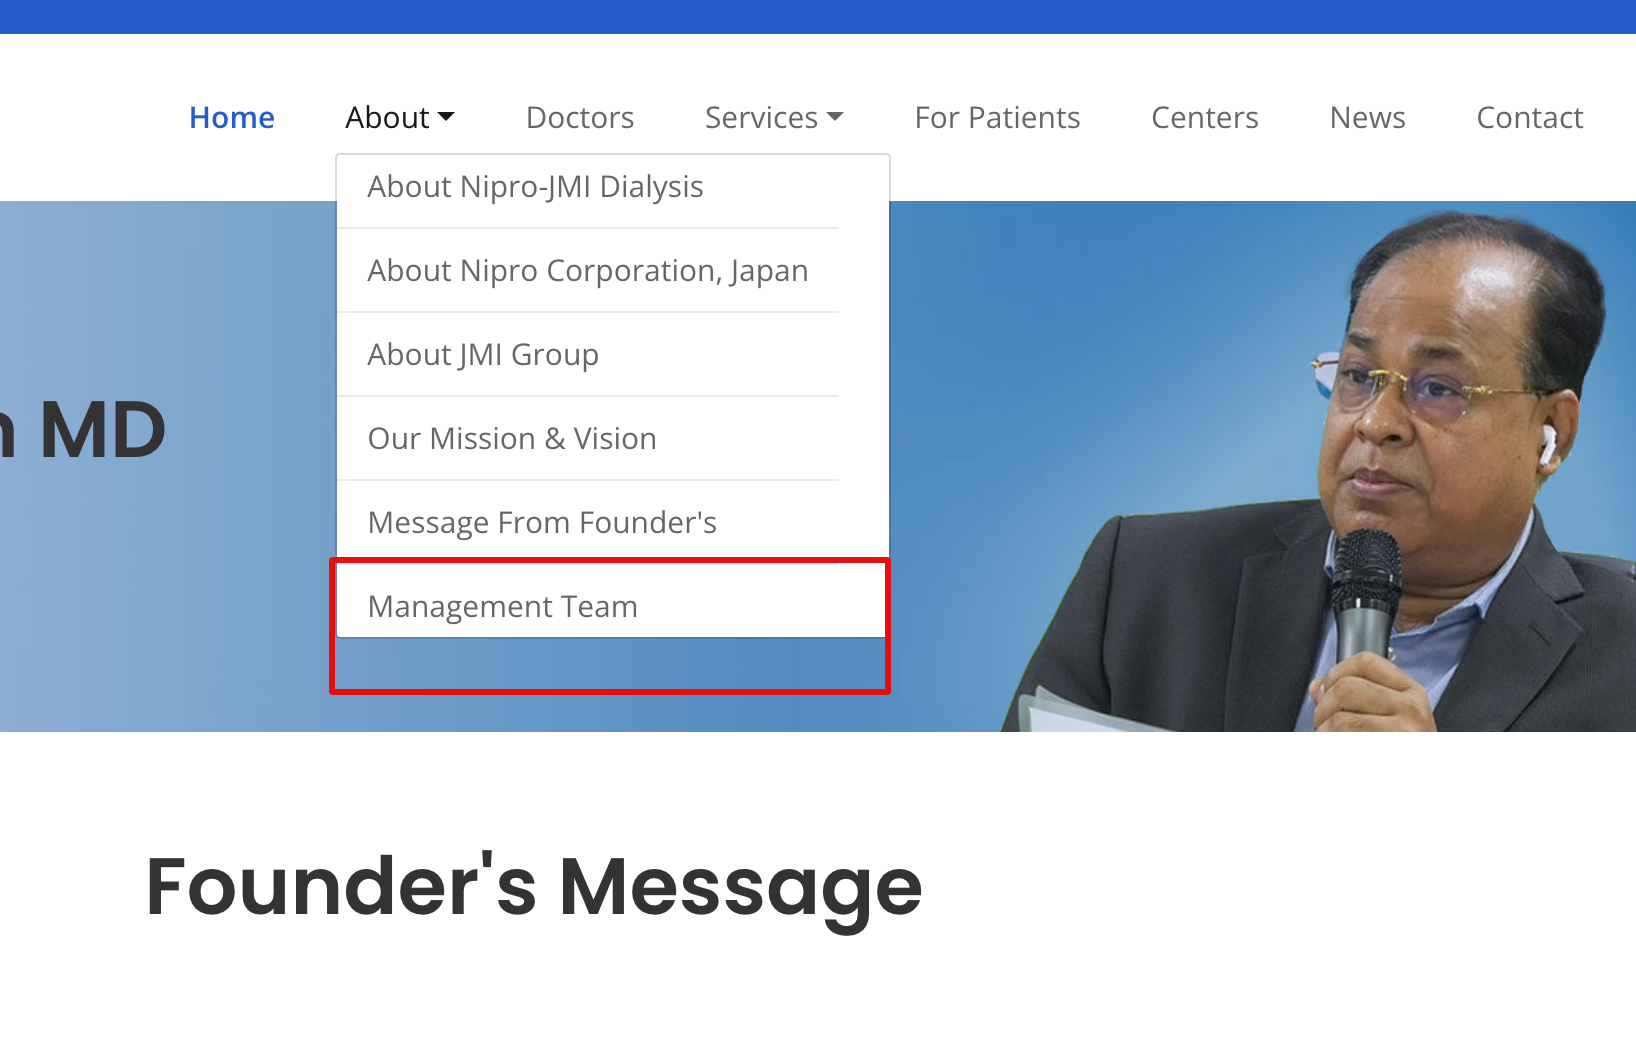 Home About Doctors Services For Patients Centers News Contact
About Nipro-JMI Dialysis
About Nipro Corporation, Japan
About JMI Group
Our Mission & Vision
Message From Founder's
Management Team
MD
Founder's Message